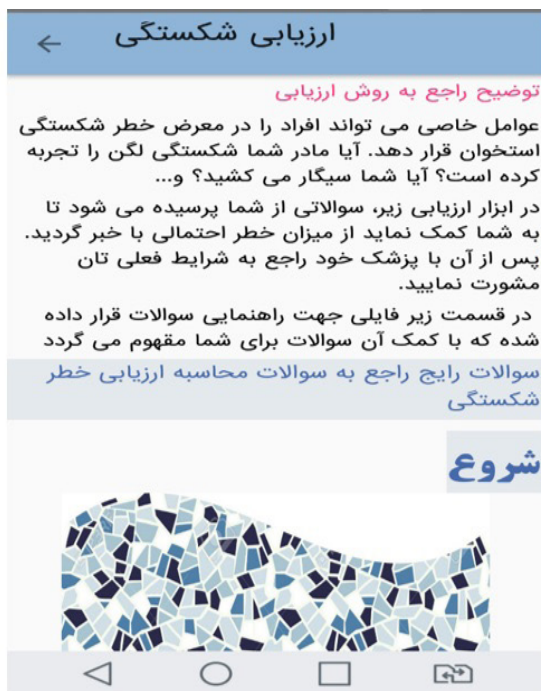 ارزیابی شکستگی
توضیح راجع به روش ارزیابی
عوامل خاصی می تواند افراد را در معرض خطر شکستگی
استخوان قرار دهد. آیا مادر شما شکستگی لگن را تجربه
کرده است؟ آیا شما سیگار می کشید؟ و...
در ابزار ارزیابی زیر، سوالاتی از شما پرسیده می شود تا
به شما کمک نماید از میزان خطر احتمالی با خبر گردید.
پس از آن با پزشک خود راجع به شرایط فعلی تان
مشورت نمایید.
در قسمت زیر فایلی جهت راهنمایی سوالات قرار داده
شده که با کمک آن سوالات برای شما مقهوم می گردد
سوالات رایج راجع به سوالات محاسبه ارزیابی خطر
شکستگی
شروع